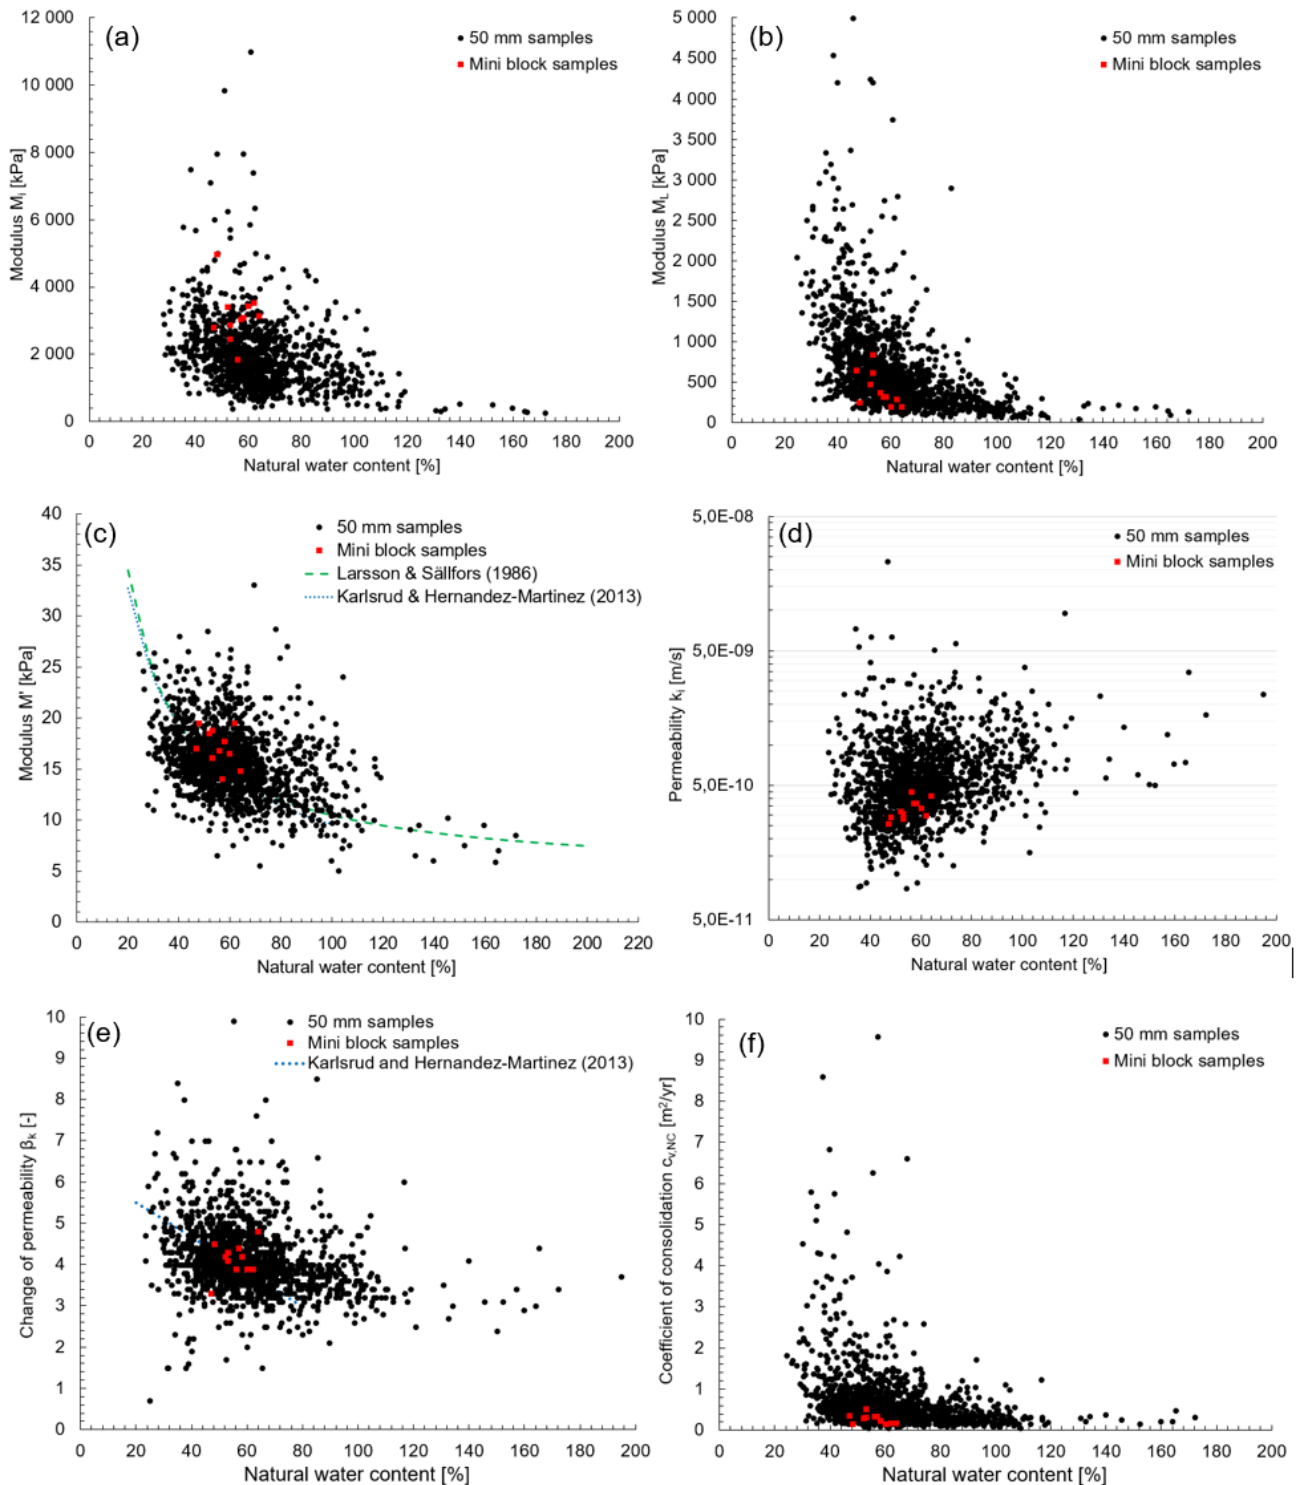 (a)
50 mm samples
Mini block samples
12 000
10 000
8 000
6 000
4 000
2 000
0
Modulus Mi [kPa]
0 20 40 60 80 100 120 140 160 180 200
Natural water content [%]
(b)
50 mm samples
Mini block samples
5 000
4 500
4 000
3 500
3 000
2 500
2 000
1 500
1 000
500
0
Modulus ML [kPa]
0 20 40 60 80 100 120 140 160 180 200
Natural water content [%]
(c)
50 mm samples
Mini block samples
Larsson & Sällfors (1986)
Karlsrud & Hernandez-Martinez (2013)
40
35
30
25
20
15
10
5
0
Modulus M' [kPa]
0 20 40 60 80 100 120 140 160 180 200 220
Natural water content [%]
(d)
50 mm samples
Mini block samples
5,0E-08
5,0E-09
5,0E-10
5,0E-11
Permeability ki [m/s]
0 20 40 60 80 100 120 140 160 180 200
Natural water content [%]
(e)
50 mm samples
Mini block samples
Karlsrud and Hernandez-Martinez (2013)
10
9
8
7
6
5
4
3
2
1
0
Change of permeability βk [-]
0 20 40 60 80 100 120 140 160 180 200
Natural water content [%]
(f)
50 mm samples
Mini block samples
10
9
8
7
6
5
4
3
2
1
0
Coefficient of consolidation cv,NC [m²/yr]
0 20 40 60 80 100 120 140 160 180 200
Natural water content [%]